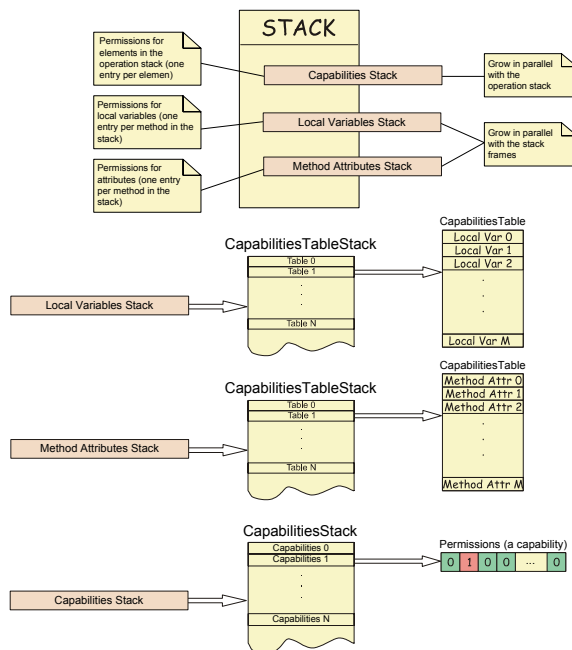 STACK
Permissions for
elements in the
operation stack (one
entry per elemen)
Capabilities Stack
Grow in parallel
with the
operation stack
Permissions for
local variables (one
entry per method in the
stack)
Local Variables Stack
Grow in parallel
with the stack
frames
Permissions for
attributes (one entry
per method in the
stack)
Method Attributes Stack
CapabilitiesTableStack
CapabilitiesTable
Table 0
Table 1
.
.
.
Table N
Local Var 0
Local Var 1
Local Var 2
.
.
.
Local Var M
Local Variables Stack
CapabilitiesTableStack
CapabilitiesTable
Table 0
Table 1
.
.
.
Table N
Method Attr 0
Method Attr 1
Method Attr 2
.
.
.
Method Attr M
Method Attributes Stack
CapabilitiesStack
Capabilities 0
Capabilities 1
.
.
.
Capabilities N
Permissions (a capability)
0 1 0 0 ... 0
Capabilities Stack